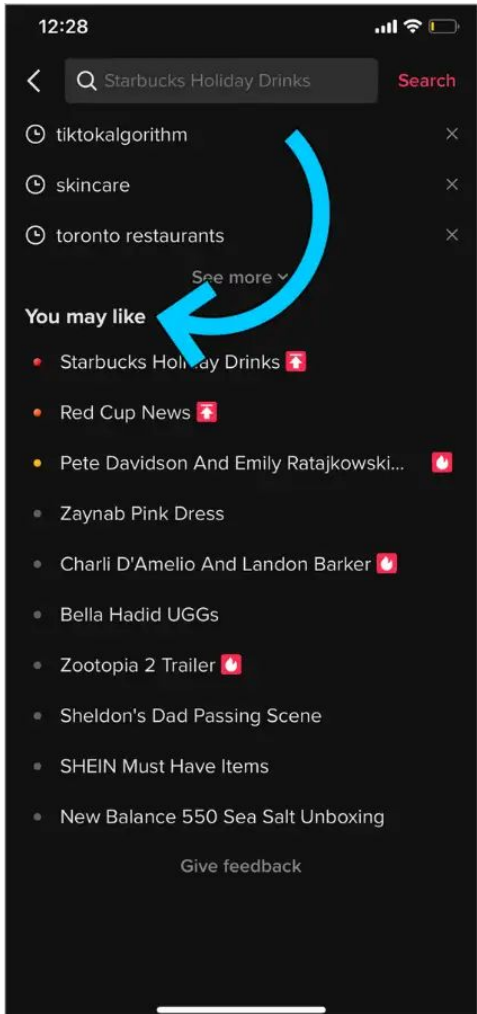 12:28
Starbucks Holiday Drinks
Search
tiktokalgorithm
skincare
toronto restaurants
See more
You may like
Starbucks Holiday Drinks
Red Cup News
Pete Davidson And Emily Ratajkowski...
Zaynab Pink Dress
Charli D'Amelio And Landon Barker
Bella Hadid UGGs
Zootopia 2 Trailer
Sheldon's Dad Passing Scene
SHEIN Must Have Items
New Balance 550 Sea Salt Unboxing
Give feedback